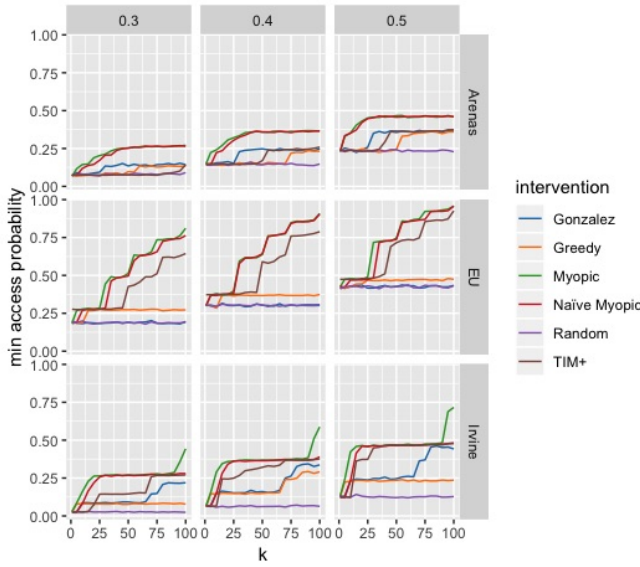 0.3 0.4 0.5
1.00
0.75
0.50
0.25
0.00
Arenas
1.00
0.75
0.50
0.25
0.00
EU
1.00
0.75
0.50
0.25
0.00
Irvine
0 25 50 75 100 0 25 50 75 100 0 25 50 75 100
k
min access probability
intervention
Gonzalez
Greedy
Myopic
Naïve Myopic
Random
TIM+